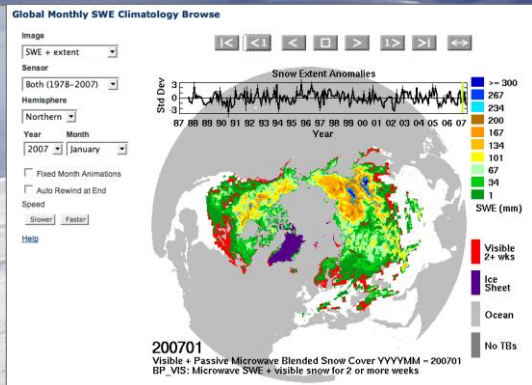 Global Monthly SWE Climatology Browse
Image
SWE + extent
Sensor
Both (1978-2007)
Hemisphere
Northern
Year Month
2007 January
Fixed Month Animations
Auto Rewind at End
Speed
Slower Faster
Help
|< <1 < > 1> >| <->
Snow Extent Anomalies
Std Dev
3
0
3
87 88 89 90 91 92 93 94 95 96 97 98 99 00 01 02 03 04 05 06 07
Year
>= 300
267
234
200
167
134
101
67
34
1
SWE (mm)
Visible
2+ wks
Ice
Sheet
Ocean
No TBs
200701
Visible + Passive Microwave Blended Snow Cover YYYYMM - 200701
BP_VIS: Microwave SWE + visible snow for 2 or more weeks